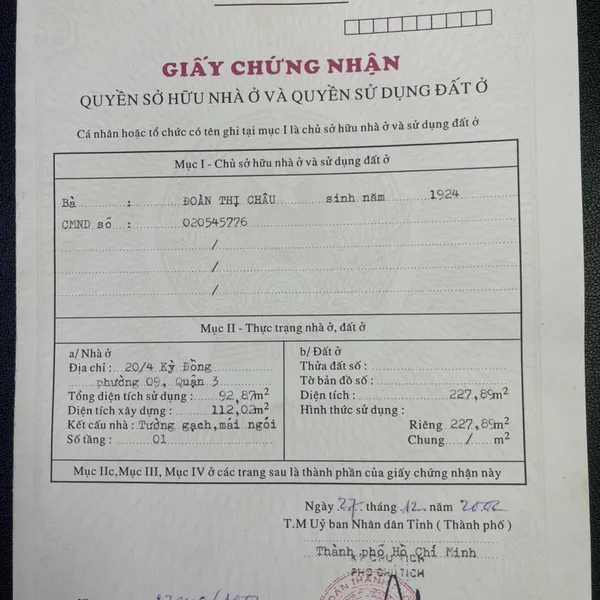 GIẤY CHỨNG NHẬN
QUYỀN SỞ HỮU NHÀ Ở VÀ QUYỀN SỬ DỤNG ĐẤT Ở
Cá nhân hoặc tổ chức có tên ghi tại mục I là chủ sở hữu nhà ở và sử dụng đất ở
Mục I - Chủ sở hữu nhà ở và sử dụng đất ở
Bà : ĐOÀN THỊ CHÂU sinh năm 1924
CMND số : 020545776
/
/
/
Mục II - Thực trạng nhà ở, đất ở
a/ Nhà ở
Địa chỉ : 20/4 Kỳ Đồng
phường 09, Quận 3
Tổng diện tích sử dụng : 92,87m2
Diện tích xây dựng : 112,02m2
Kết cấu nhà : Tường gạch,mái ngói
Số tầng : 01
b/ Đất ở
Thửa đất số :
Tờ bản đồ số :
Diện tích : 227,89m2
Hình thức sử dụng :
Riêng 227,89m2
Chung / m2
Mục IIc, Mục III, Mục IV ở các trang sau là thành phần của giấy chứng nhận này
Ngày 27 tháng 12 năm 2002
T.M Uỷ ban Nhân dân Tỉnh ( Thành phố )
Thành phố Hồ Chí Minh
KT CHỦ TỊCH
PHÓ CHỦ TỊCH